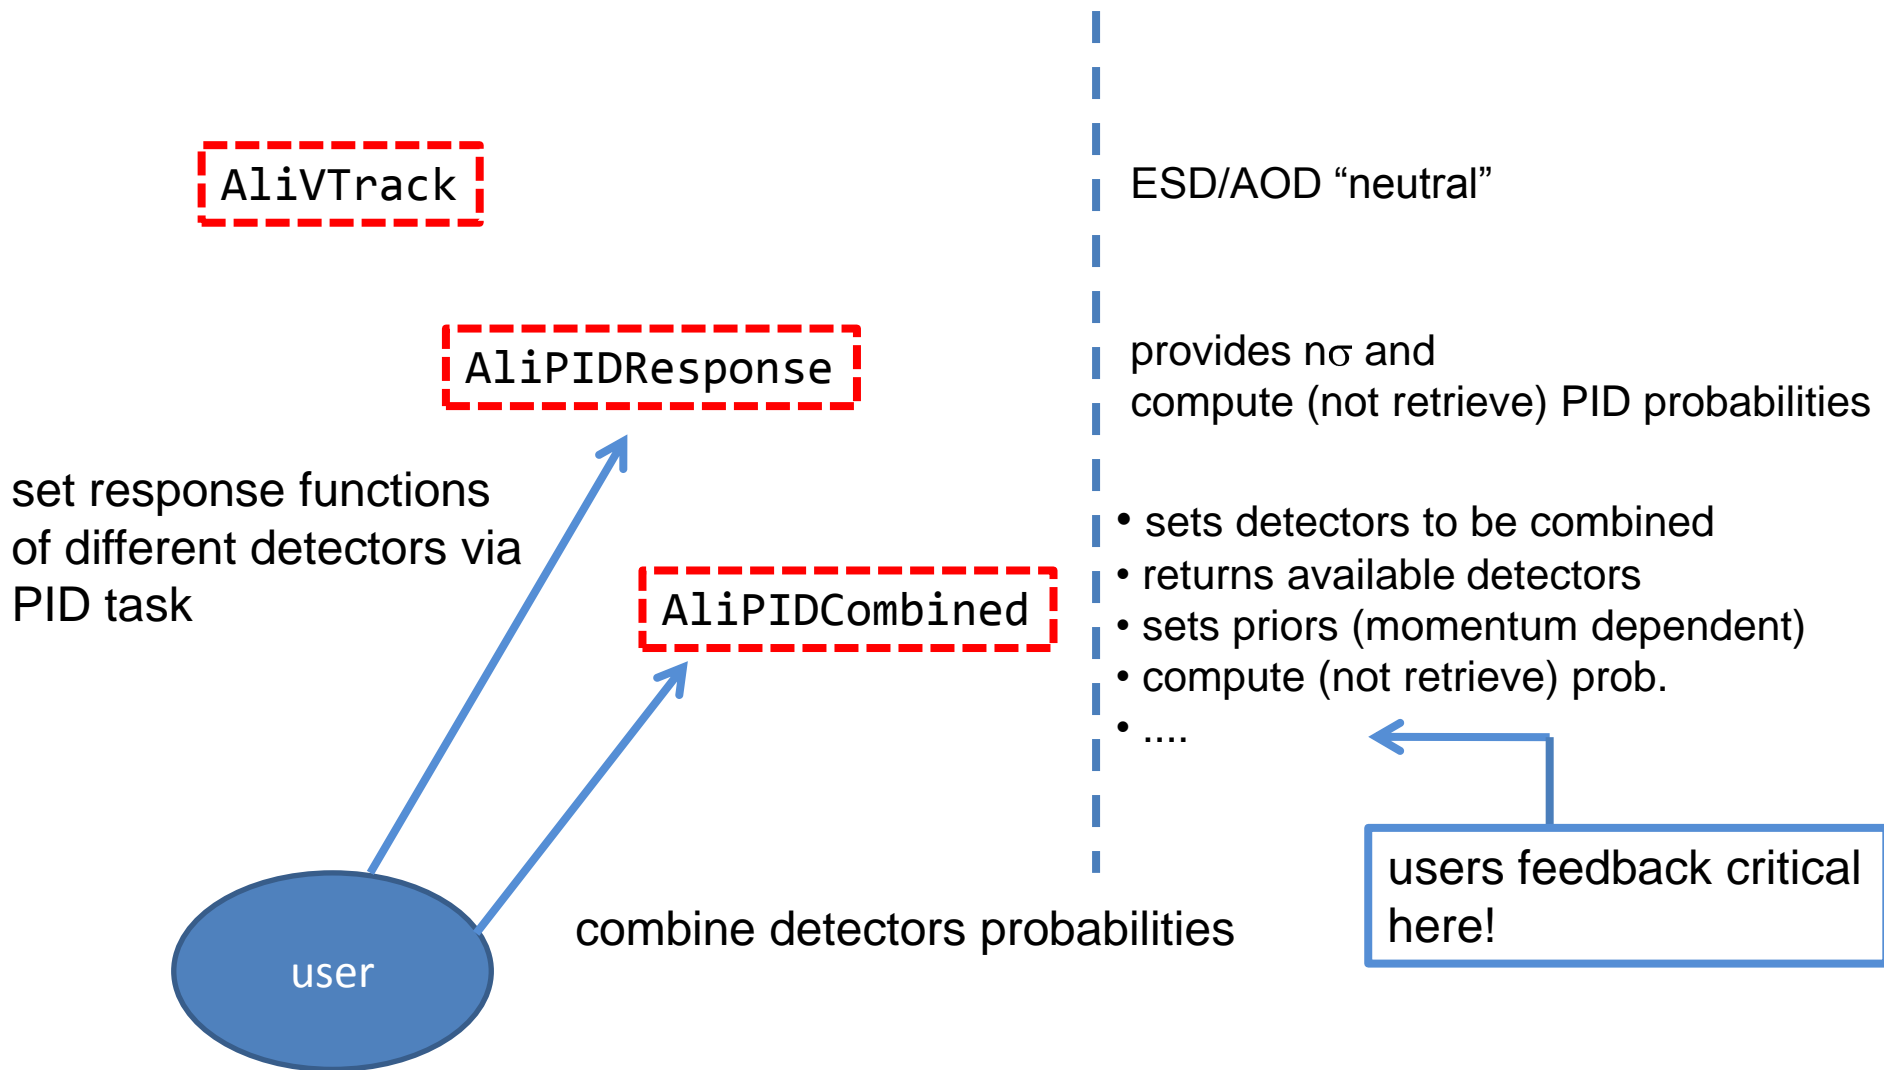 AliVTrack
ESD/AOD “neutral”
AliPIDResponse
provides nσ and
compute (not retrieve) PID probabilities
set response functions
of different detectors via
PID task
AliPIDCombined
• sets detectors to be combined
• returns available detectors
• sets priors (momentum dependent)
• compute (not retrieve) prob.
• ....
users feedback critical
here!
combine detectors probabilities
user